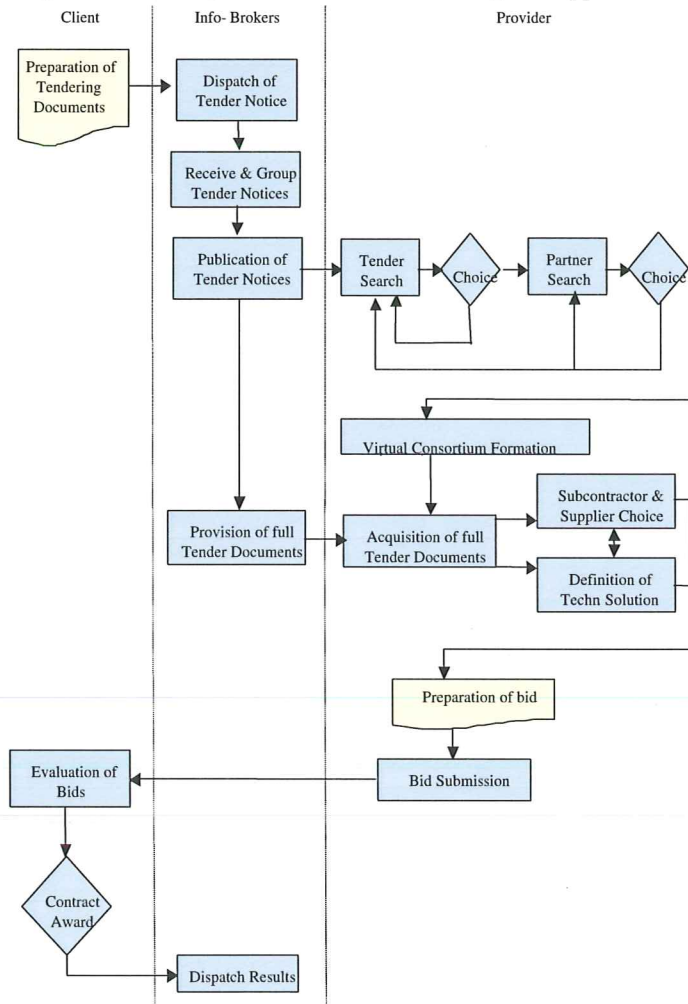 Client
Info- Brokers
Provider
Preparation of
Tendering
Documents
Dispatch of
Tender Notice
Receive & Group
Tender Notices
Publication of
Tender Notices
Tender
Search
Choice
Partner
Search
Choice
Virtual Consortium Formation
Provision of full
Tender Documents
Acquisition of full
Tender Documents
Subcontractor &
Supplier Choice
Definition of
Techn Solution
Preparation of bid
Bid Submission
Evaluation of
Bids
Contract
Award
Dispatch Results